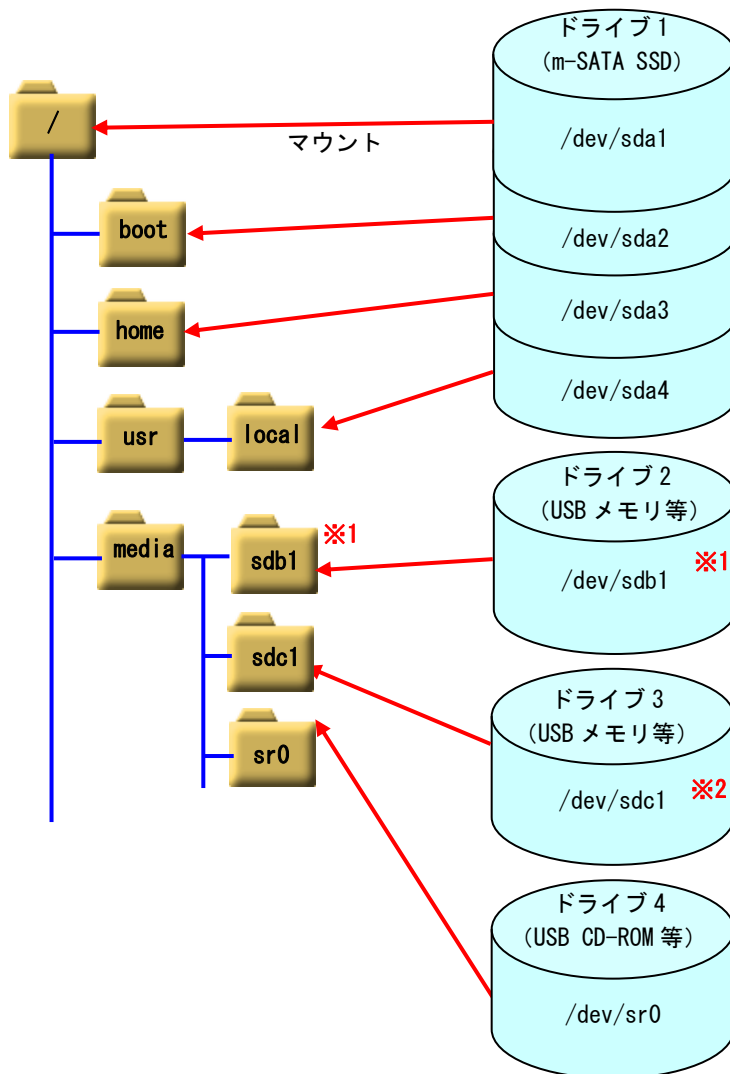 ドライブ1
(m-SATA SSD)
/
マウント
/dev/sda1
boot
/dev/sda2
home
/dev/sda3
usr
local
/dev/sda4
ドライブ2
(USB メモリ等)
media
sdb1
※1
/dev/sdb1
※1
sdc1
ドライブ3
(USB メモリ等)
sr0
/dev/sdc1
※2
ドライブ4
(USB CD-ROM 等)
/dev/sr0